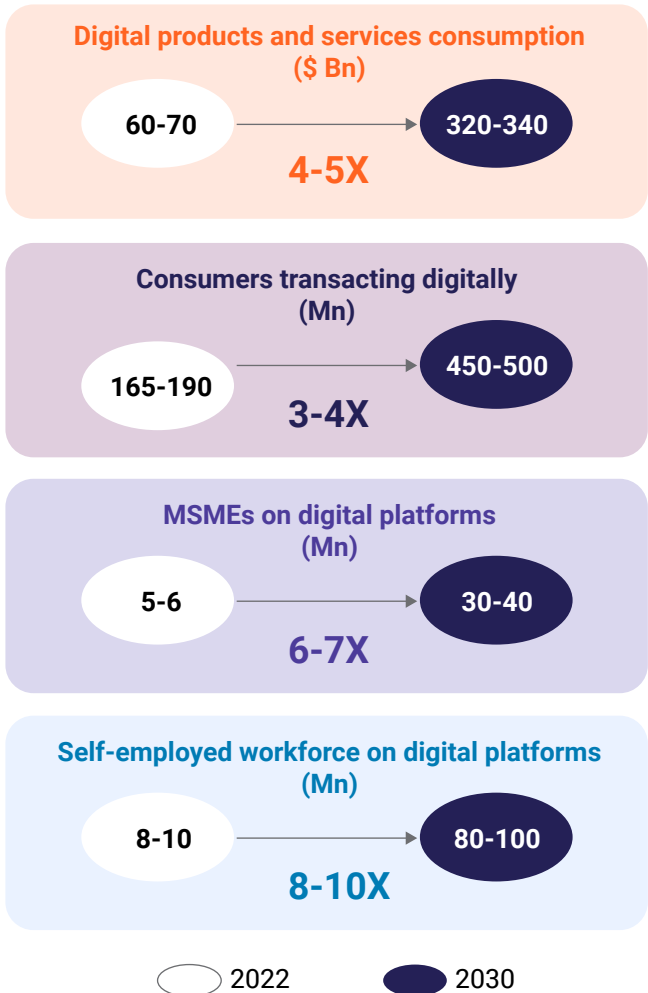 Digital products and services consumption
($ Bn)
60-70
320-340
4-5X
Consumers transacting digitally
(Mn)
165-190
450-500
3-4X
MSMEs on digital platforms
(Mn)
5-6
30-40
6-7X
Self-employed workforce on digital platforms
(Mn)
8-10
80-100
8-10X
2022
2030